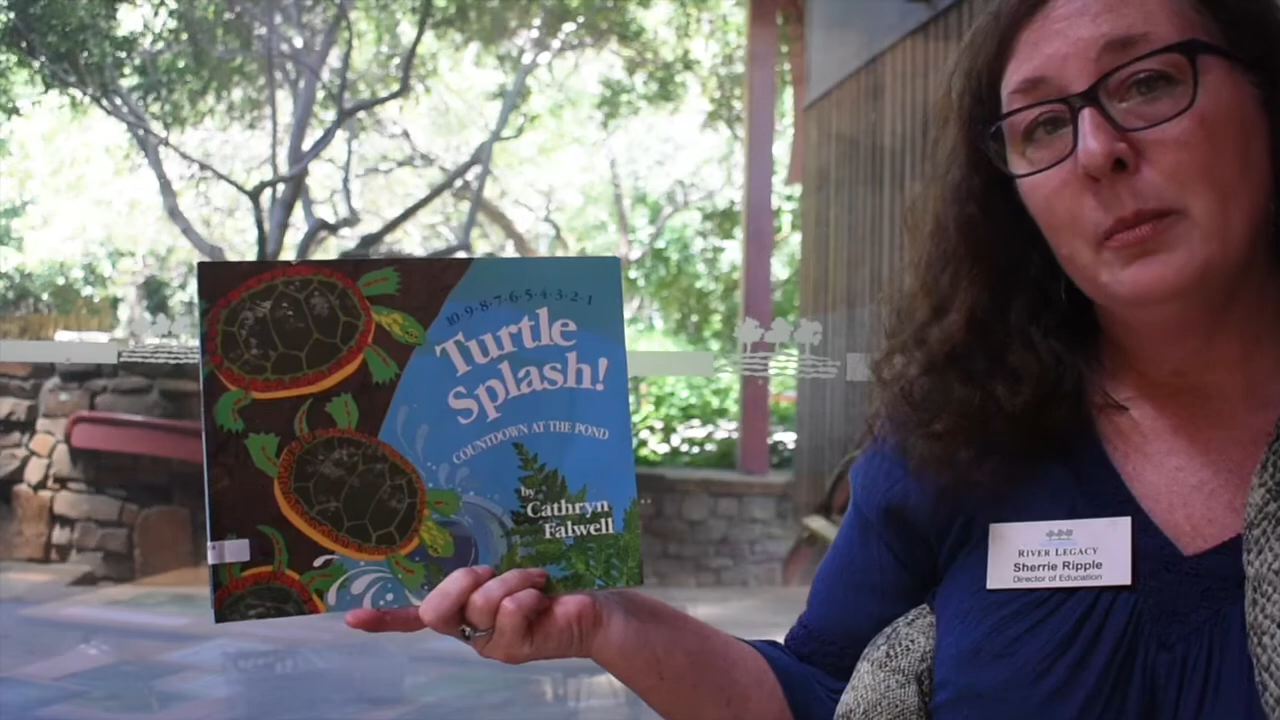 10·9·8·7·6·5·4·3·2·1
Turtle
Splash!
COUNTDOWN AT THE POND
by
Cathryn
Falwell
RIVER LEGACY
Sherrie Ripple
Director of Education